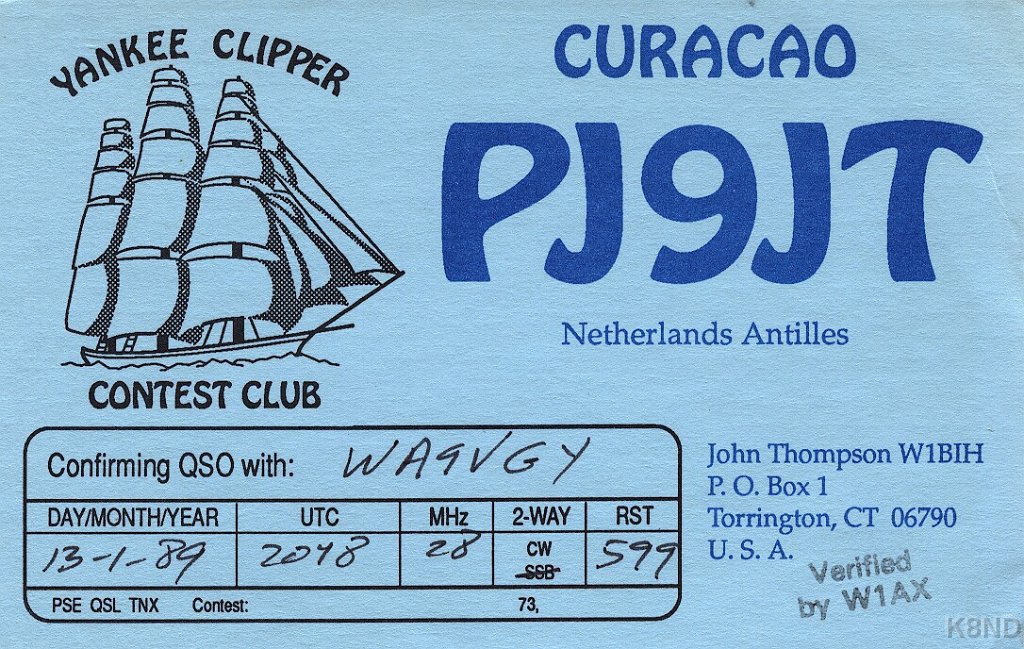 YANKEE CLIPPER
CONTEST CLUB
CURACAO
PJ9JT
Netherlands Antilles
Confirming QSO with: WA9VGY
DAY/MONTH/YEAR UTC MHz 2-WAY RST
13-1-89 2048 28 CW SSB 599
PSE QSL TNX Contest: 73,
John Thompson W1BIH
P. O. Box 1
Torrington, CT 06790
U. S. A.
Verified
by W1AX
K8ND